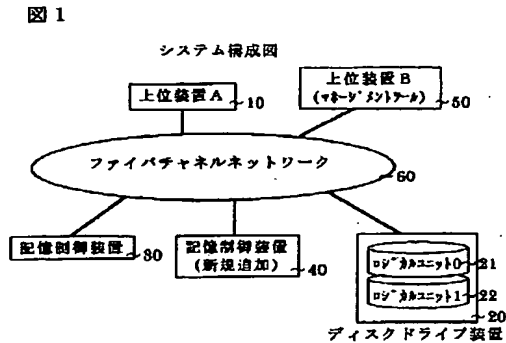 図1
システム構成図
上位装置A
10
上位装置B
(マネージメントツール)
50
ファイバチャネルネットワーク
60
記憶制御装置
30
記憶制御装置
(新規追加)
40
ロジカルユニット0
21
ロジカルユニット1
22
20
ディスクドライブ装置